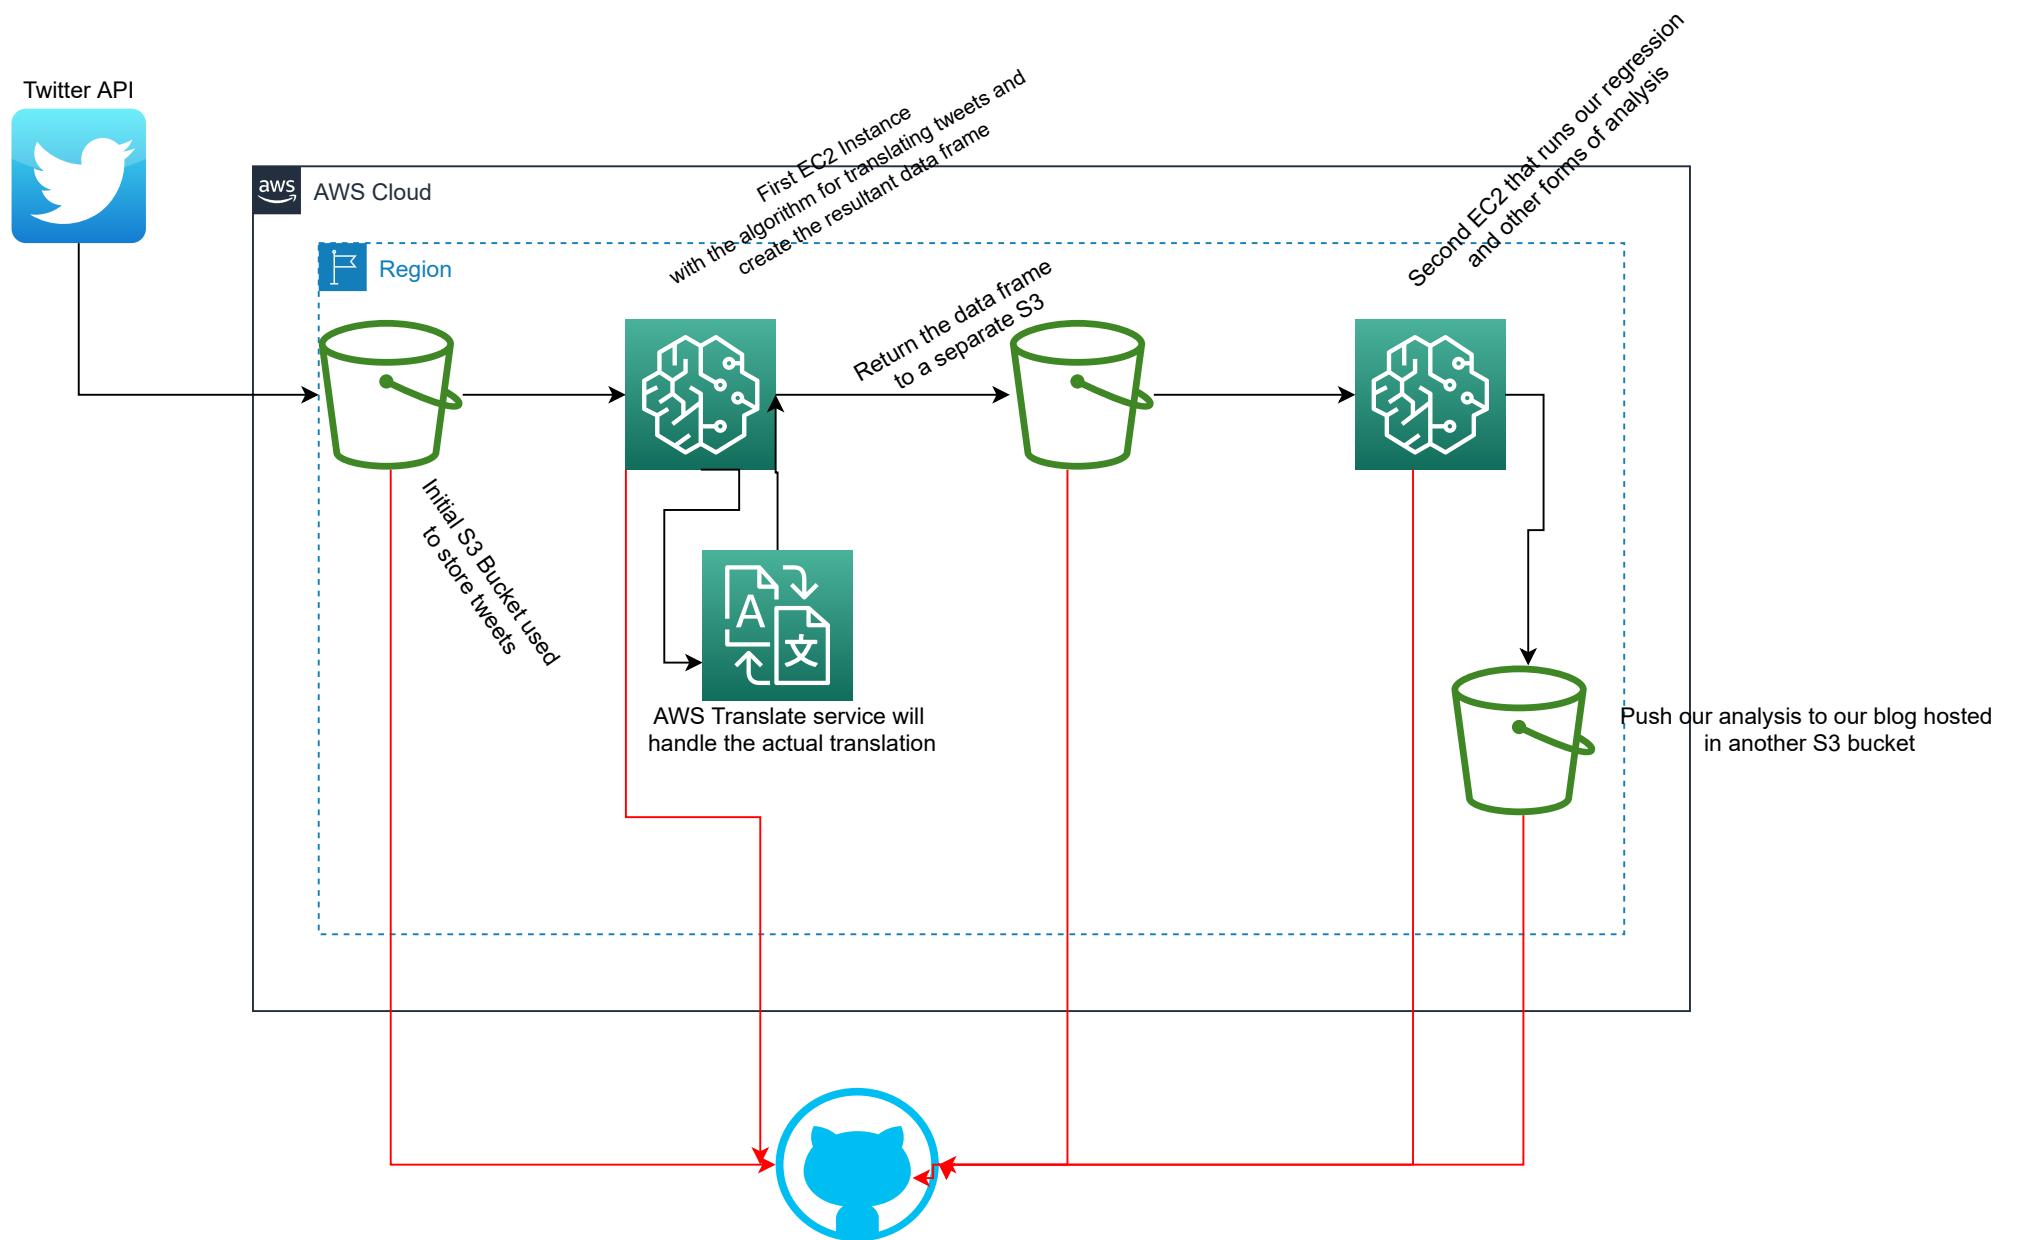 Twitter API
aws
AWS Cloud
Region
First EC2 Instance
with the algorithm for translating tweets and
create the resultant data frame
Second EC2 that runs our regression
and other forms of analysis
Return the data frame
to a separate S3
Initial S3 Bucket used
to store tweets
A
文
AWS Translate service will
handle the actual translation
Push our analysis to our blog hosted
in another S3 bucket